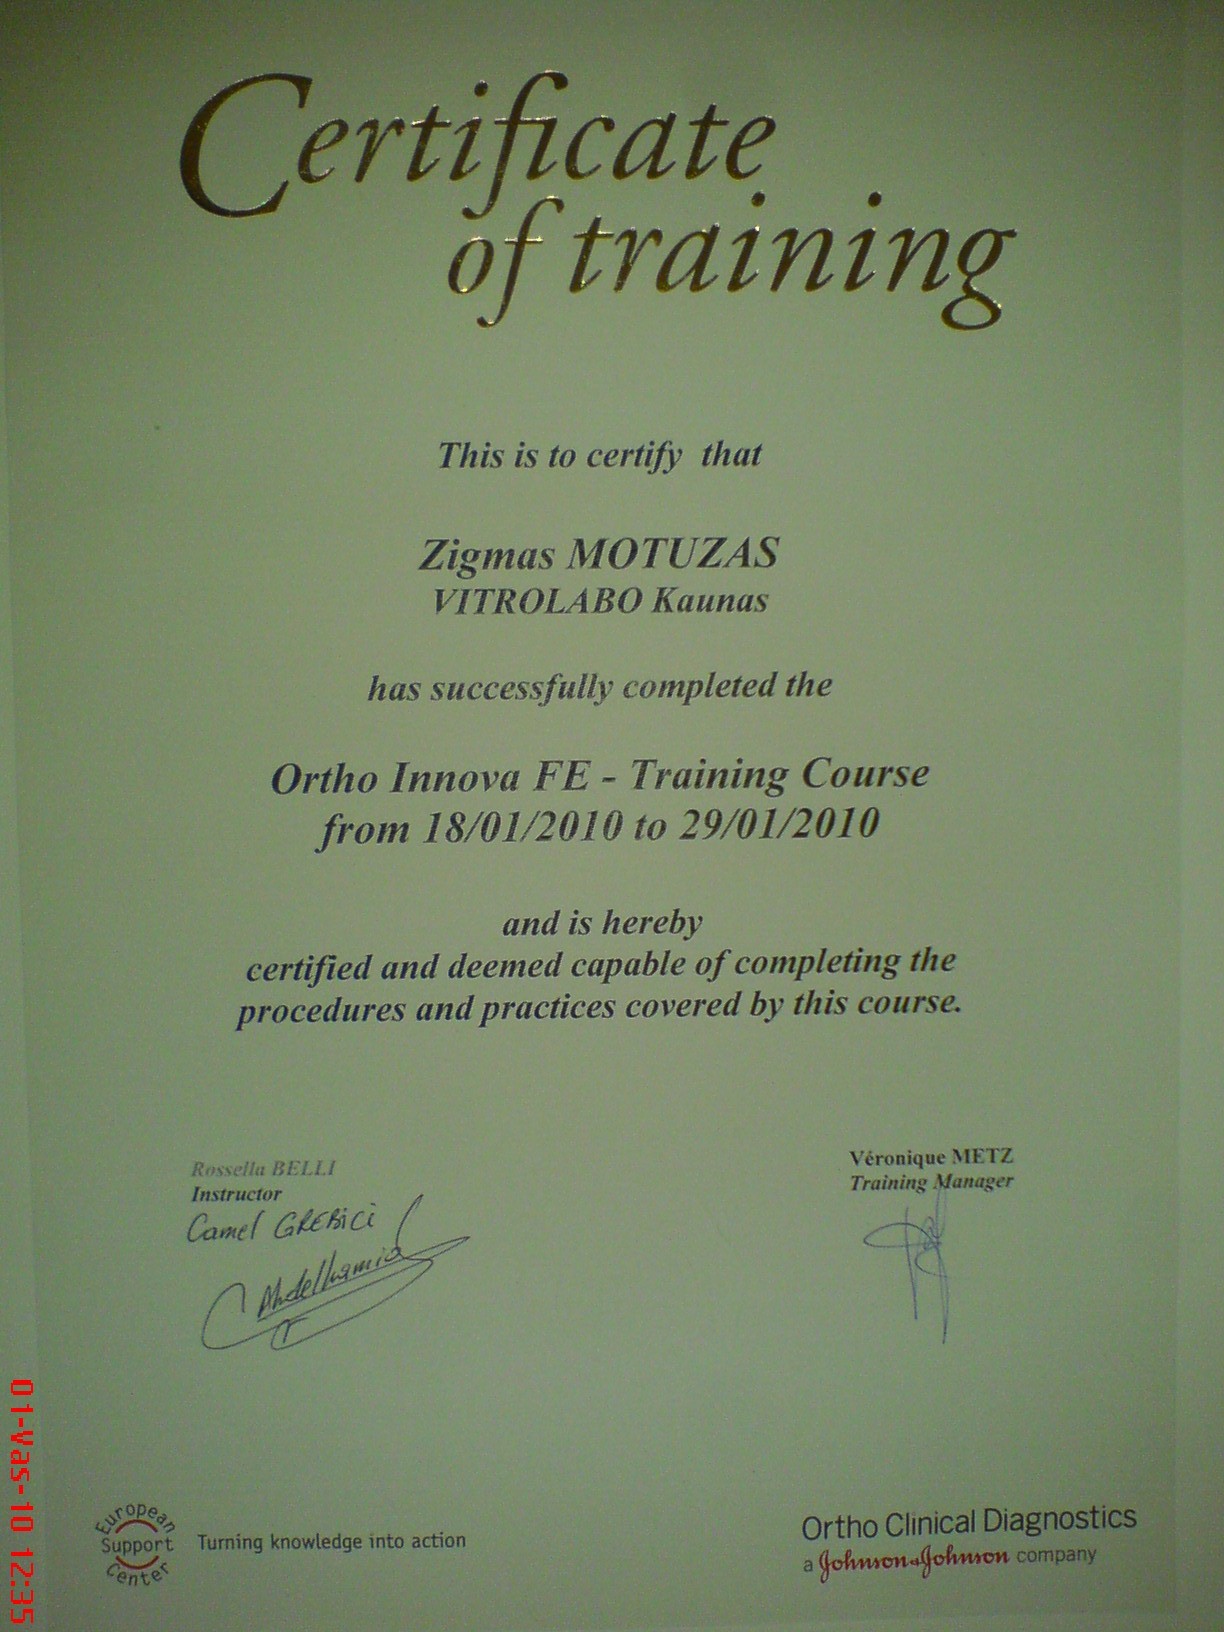 Certificate
of training
This is to certify that
Zigmas MOTUZAS
VITROLABO Kaunas
has successfully completed the
Ortho Innova FE - Training Course
from 18/01/2010 to 29/01/2010
and is hereby
certified and deemed capable of completing the
procedures and practices covered by this course.
Rossella BELLI
Instructor
Camel GREBiCi
Abdelhamid
Véronique METZ
Training Manager
European
Support
Center
Turning knowledge into action
Ortho Clinical Diagnostics
a Johnson & Johnson company
01-Vas-10 12:35